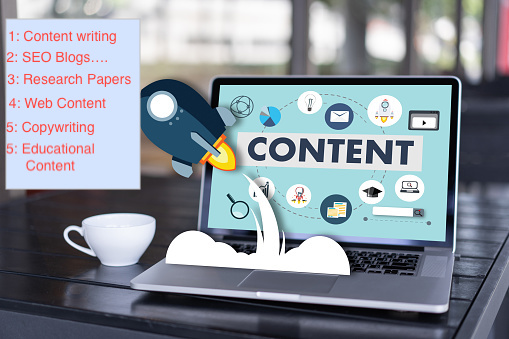 1: Content writing
2: SEO Blogs....
3: Research Papers
4: Web Content
5: Copywriting
5: Educational
Content
CONTENT